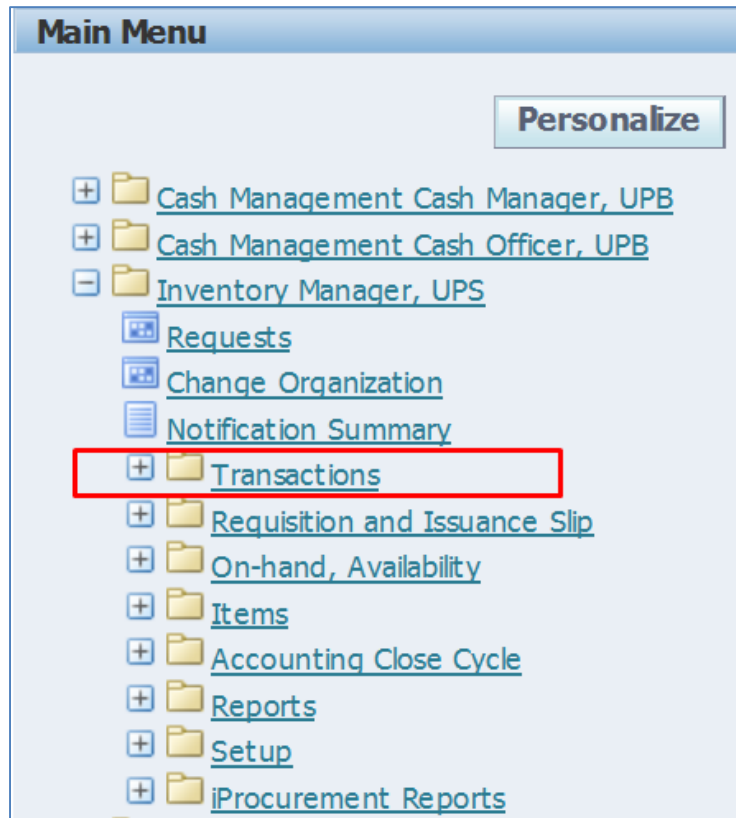 Main Menu
Personalize
Cash Management Cash Manager, UPB
Cash Management Cash Officer, UPB
Inventory Manager, UPS
Requests
Change Organization
Notification Summary
Transactions
Requisition and Issuance Slip
On-hand, Availability
Items
Accounting Close Cycle
Reports
Setup
iProcurement Reports